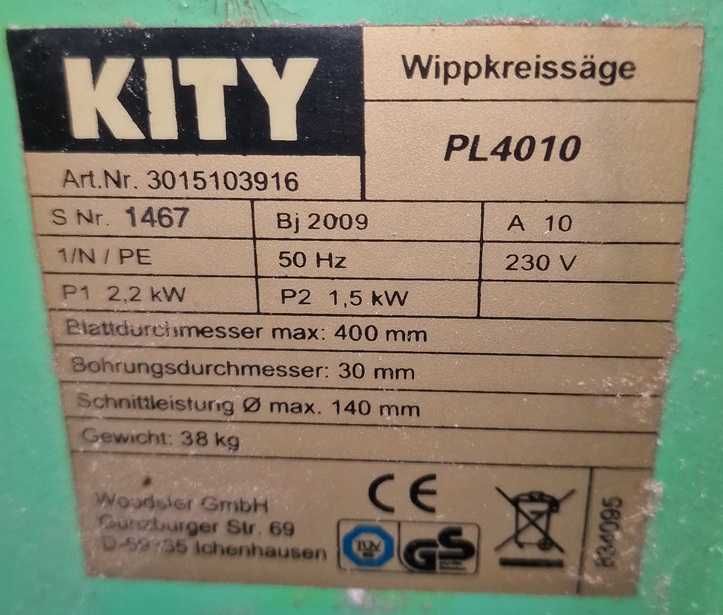 KITY
Wippkreissäge
PL4010
Art.Nr. 3015103916
S Nr. 1467 Bj 2009 A 10
1/N / PE 50 Hz 230 V
P1 2,2 kW P2 1,5 kW
Blattdurchmesser max: 400 mm
Bohrungsdurchmesser: 30 mm
Schnittleistung Ø max. 140 mm
Gewicht: 38 kg
GmbH
Günzburger Str. 69
Ichenhausen
CE
TÜV
GS
834095